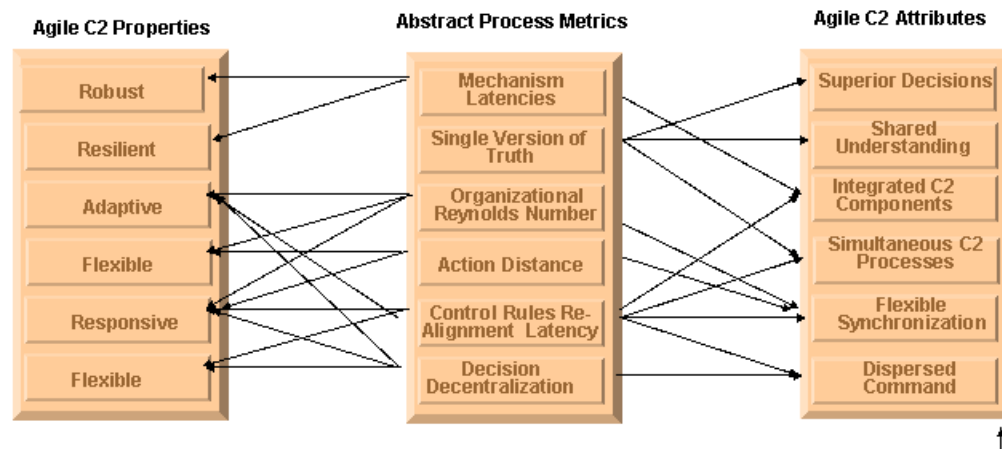 Agile C2 Properties
Robust
Resilient
Adaptive
Flexible
Responsive
Flexible
Abstract Process Metrics
Mechanism
Latencies
Single Version of
Truth
Organizational
Reynolds Number
Action Distance
Control Rules Re-
Alignment Latency
Decision
Decentralization
Agile C2 Attributes
Superior Decisions
Shared
Understanding
Integrated C2
Components
Simultaneous C2
Processes
Flexible
Synchronization
Dispersed
Command